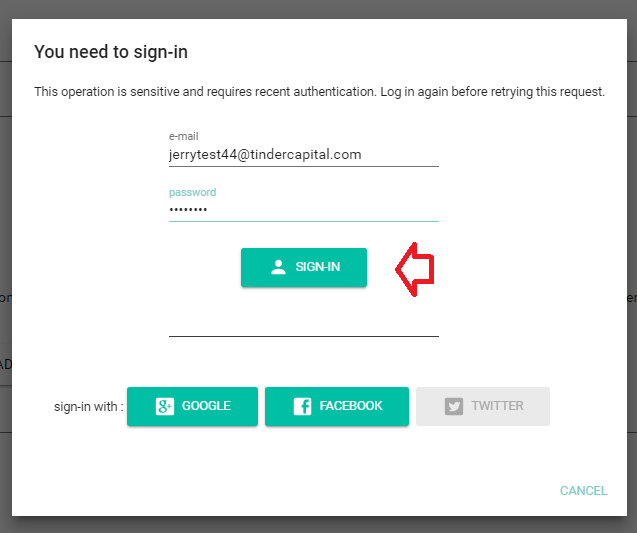 You need to sign-in
This operation is sensitive and requires recent authentication. Log in again before retrying this request.
e-mail
jerrytest44@tindercapital.com
password
••••••••
SIGN-IN
sign-in with : GOOGLE FACEBOOK TWITTER
CANCEL